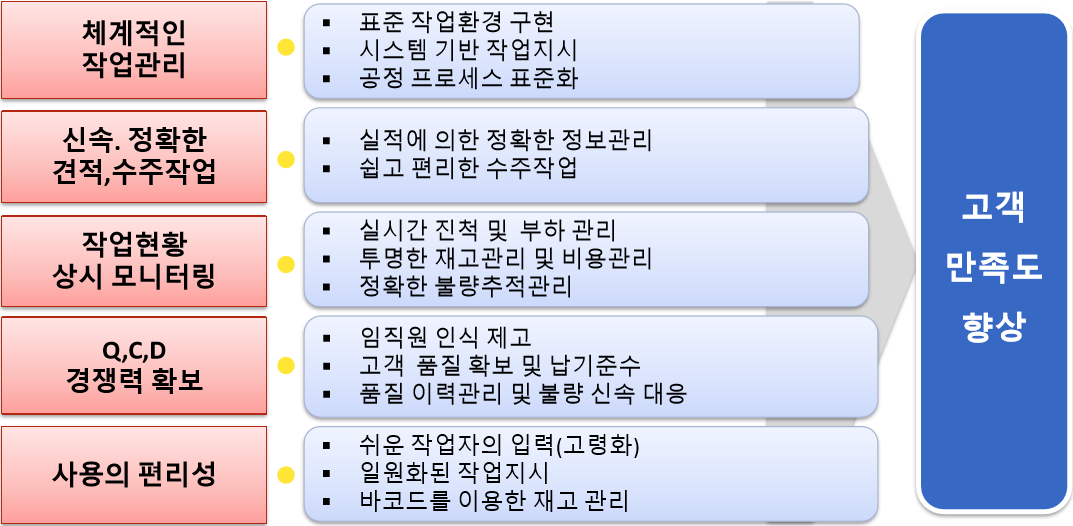 체계적인
작업관리
▪ 표준 작업환경 구현
▪ 시스템 기반 작업지시
▪ 공정 프로세스 표준화
신속. 정확한
견적,수주작업
▪ 실적에 의한 정확한 정보관리
▪ 쉽고 편리한 수주작업
작업현황
상시 모니터링
▪ 실시간 진척 및 부하 관리
▪ 투명한 재고관리 및 비용관리
▪ 정확한 불량추적관리
Q,C,D
경쟁력 확보
▪ 임직원 인식 제고
▪ 고객 품질 확보 및 납기준수
▪ 품질 이력관리 및 불량 신속 대응
사용의 편리성
▪ 쉬운 작업자의 입력(고령화)
▪ 일원화된 작업지시
▪ 바코드를 이용한 재고 관리
고객
만족도
향상